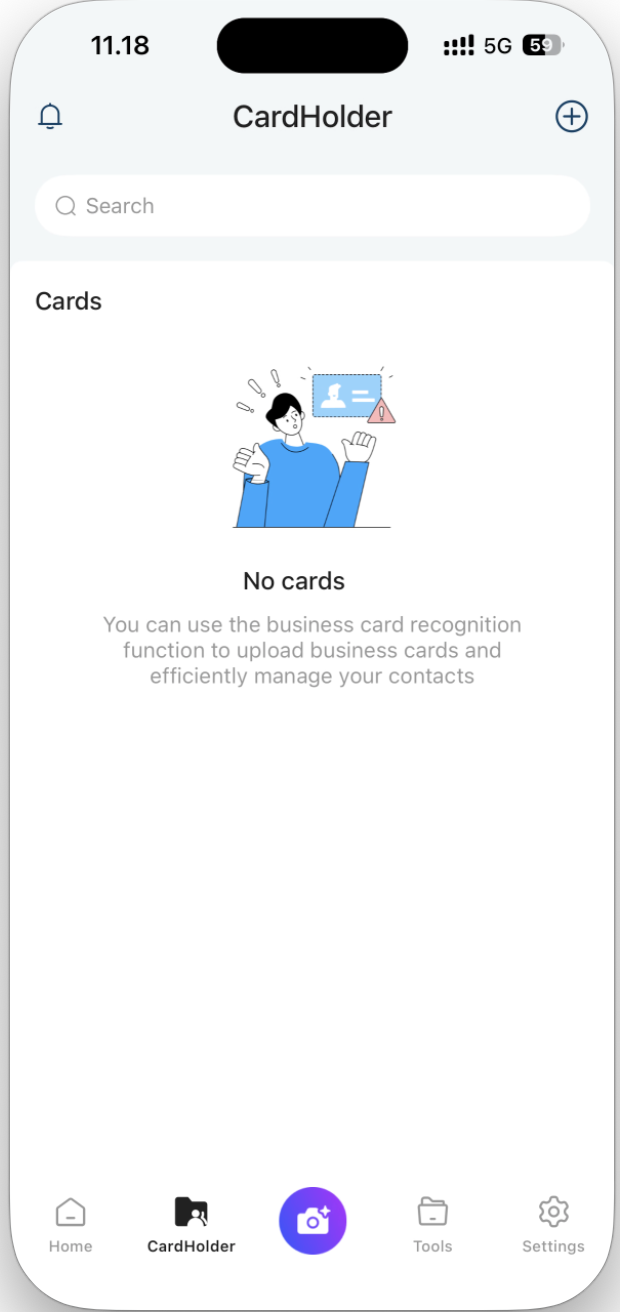 11.18
5G
59
CardHolder
Search
Cards
No cards
You can use the business card recognition
function to upload business cards and
efficiently manage your contacts
Home
CardHolder
Tools
Settings